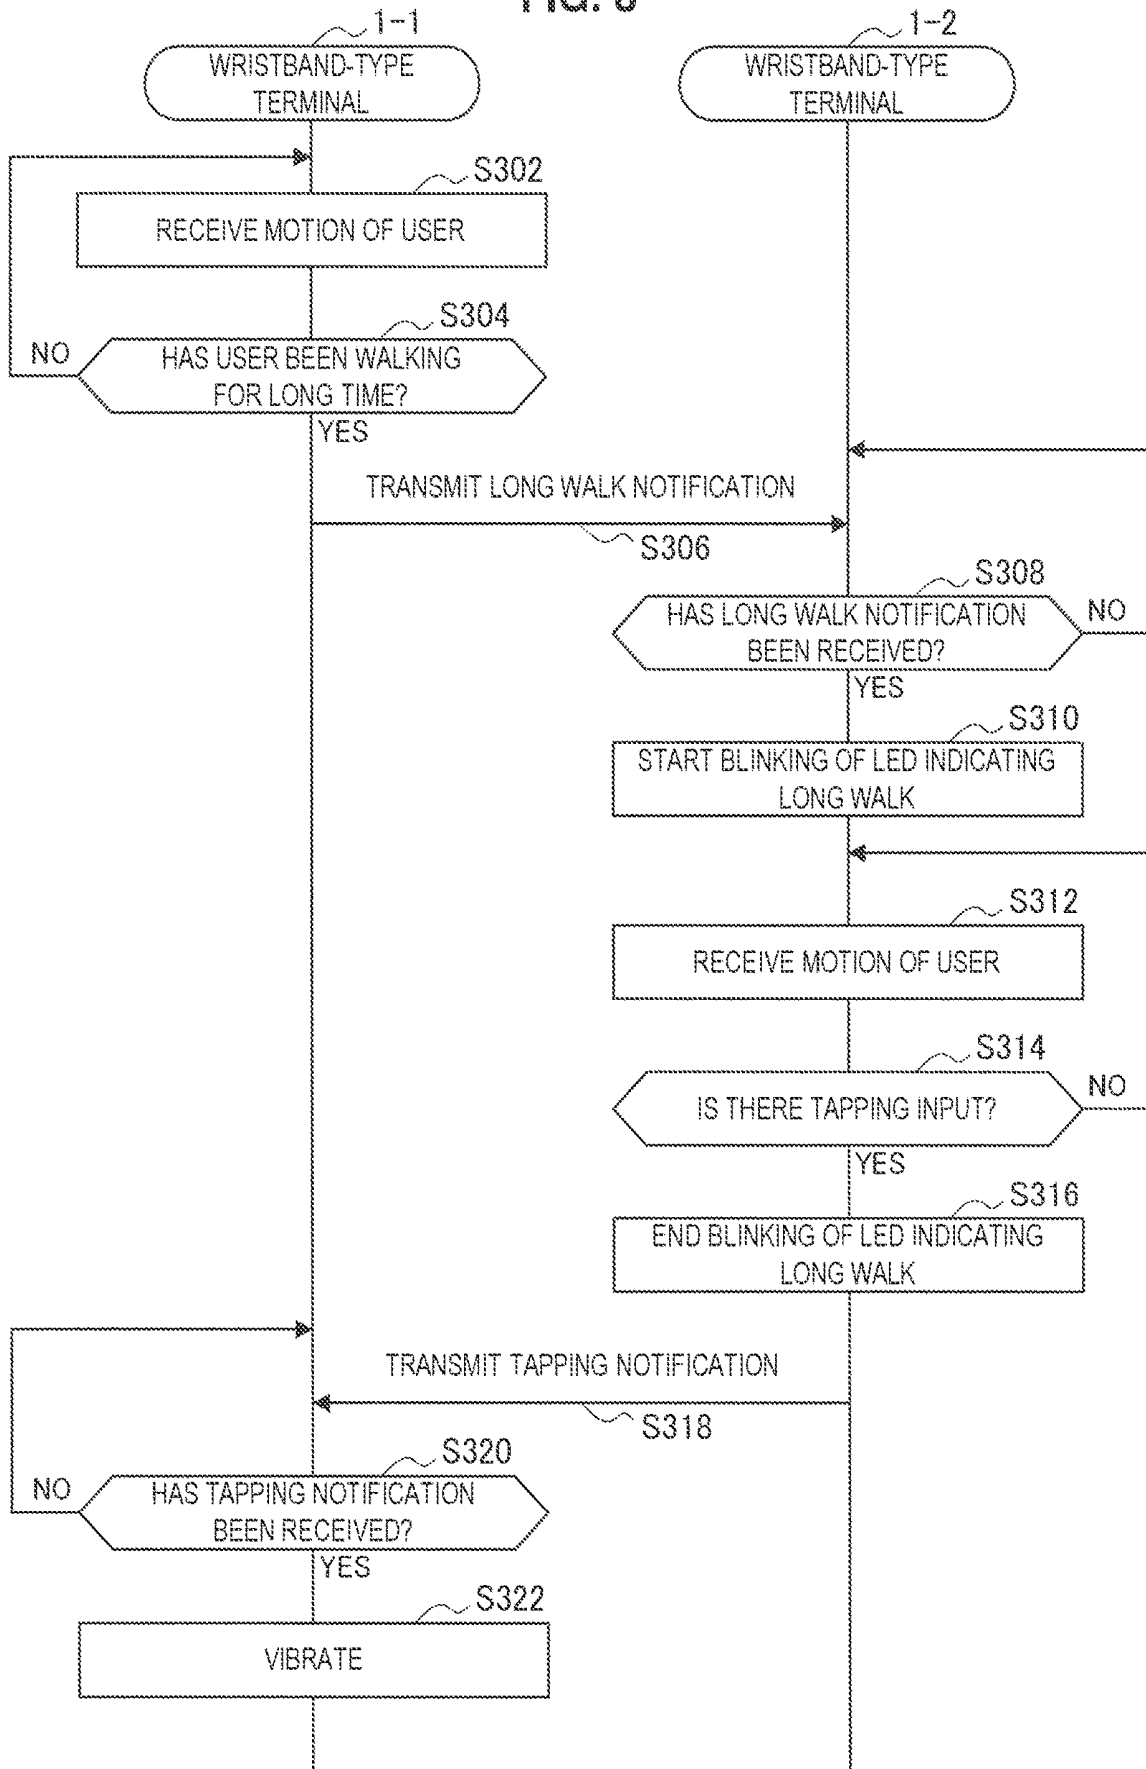 1-1
1-2
WRISTBAND-TYPE
TERMINAL
WRISTBAND-TYPE
TERMINAL
S302
RECEIVE MOTION OF USER
S304
NO
HAS USER BEEN WALKING
FOR LONG TIME?
YES
TRANSMIT LONG WALK NOTIFICATION
S306
S308
HAS LONG WALK NOTIFICATION
BEEN RECEIVED?
NO
YES
S310
START BLINKING OF LED INDICATING
LONG WALK
S312
RECEIVE MOTION OF USER
S314
IS THERE TAPPING INPUT?
NO
YES
S316
END BLINKING OF LED INDICATING
LONG WALK
TRANSMIT TAPPING NOTIFICATION
S318
S320
NO
HAS TAPPING NOTIFICATION
BEEN RECEIVED?
YES
S322
VIBRATE